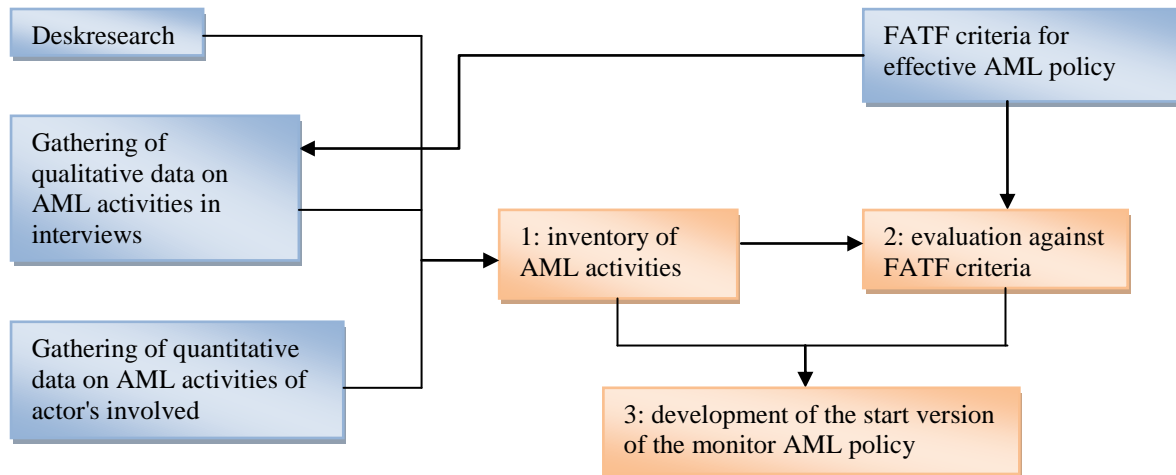 Deskresearch
FATF criteria for
effective AML policy
Gathering of
qualitative data on
AML activities in
interviews
1: inventory of
AML activities
2: evaluation against
FATF criteria
Gathering of quantitative
data on AML activities of
actor's involved
3: development of the start version
of the monitor AML policy